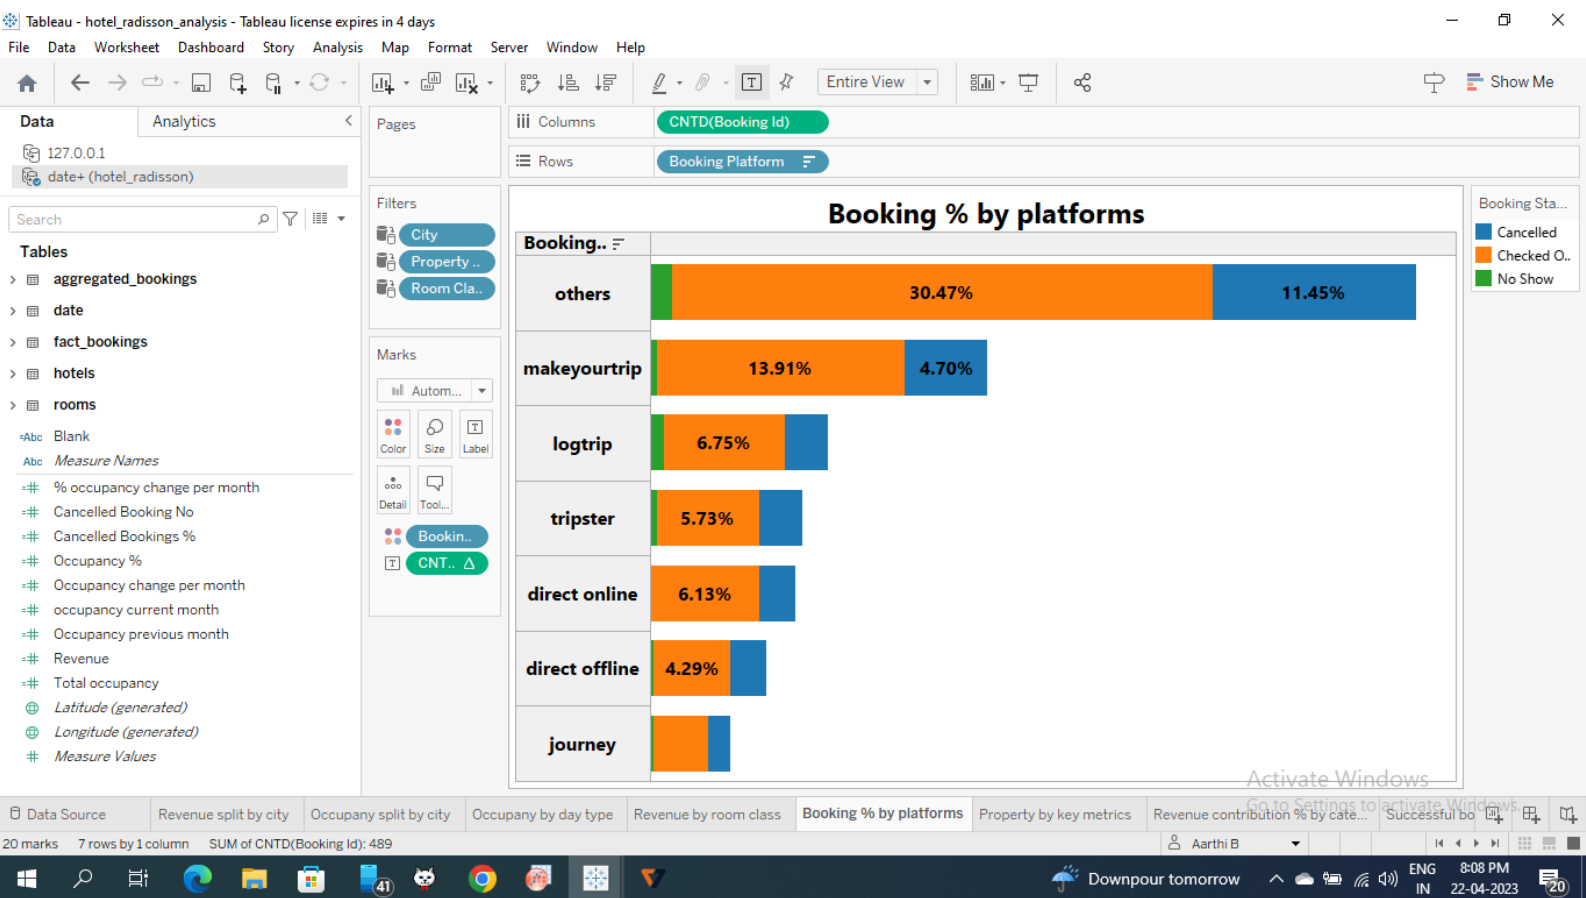 Tableau - hotel_radisson_analysis - Tableau license expires in 4 days
File Data Worksheet Dashboard Story Analysis Map Format Server Window Help
Entire View
Show Me
Data
Analytics
127.0.0.1
date+ (hotel_radisson)
Search
Tables
aggregated_bookings
date
fact_bookings
hotels
rooms
Abc Blank
Abc Measure Names
% occupancy change per month
Cancelled Booking No
Cancelled Bookings %
Occupancy %
Occupancy change per month
occupancy current month
Occupancy previous month
Revenue
Total occupancy
Latitude (generated)
Longitude (generated)
Measure Values
Pages
Filters
City
Property ..
Room Cla..
Marks
Autom...
Color Size Label
Detail Tool...
Bookin..
CNT..
Columns CNTD(Booking Id)
Rows Booking Platform
Booking % by platforms
Booking..
others 30.47% 11.45%
makeyourtrip 13.91% 4.70%
logtrip 6.75%
tripster 5.73%
direct online 6.13%
direct offline 4.29%
journey
Booking Sta...
Cancelled
Checked O..
No Show
Activate Windows
Go to Settings to activate Windows.
Data Source Revenue split by city Occupany split by city Occupany by day type Revenue by room class Booking % by platforms Property by key metrics Revenue contribution % by cate... Successful bo
20 marks 7 rows by 1 column SUM of CNTD(Booking Id): 489 Aarthi B
41
Downpour tomorrow
ENG
IN
8:08 PM
22-04-2023
20